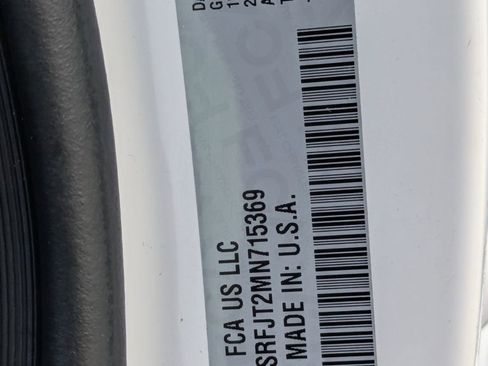 FCA US LLC
SRFJT2MN715369
MADE IN: U.S.A.